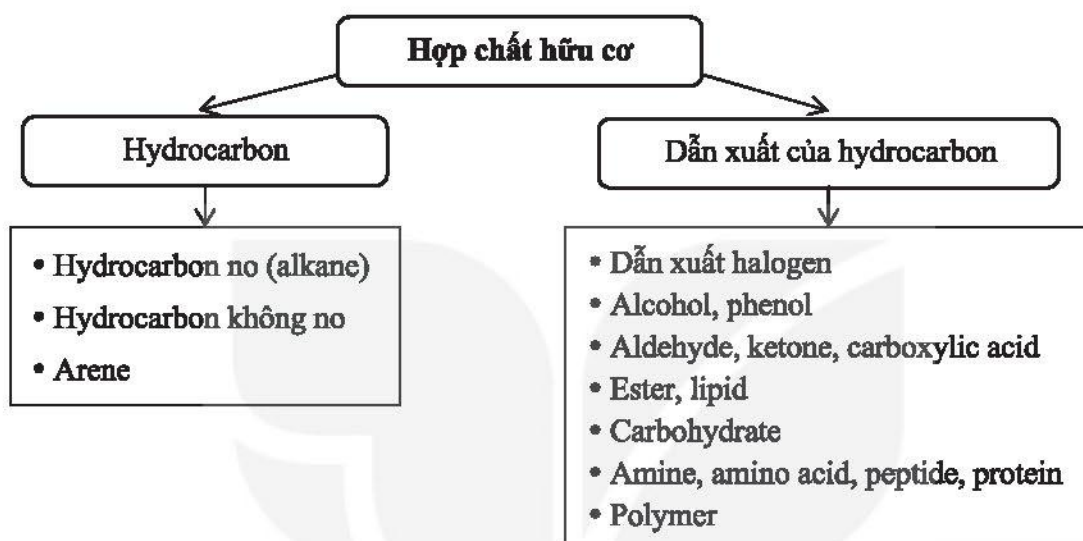 Hợp chất hữu cơ
Hydrocarbon
Dẫn xuất của hydrocarbon
• Hydrocarbon no (alkane)
• Hydrocarbon không no
• Arene
• Dẫn xuất halogen
• Alcohol, phenol
• Aldehyde, ketone, carboxylic acid
• Ester, lipid
• Carbohydrate
• Amine, amino acid, peptide, protein
• Polymer